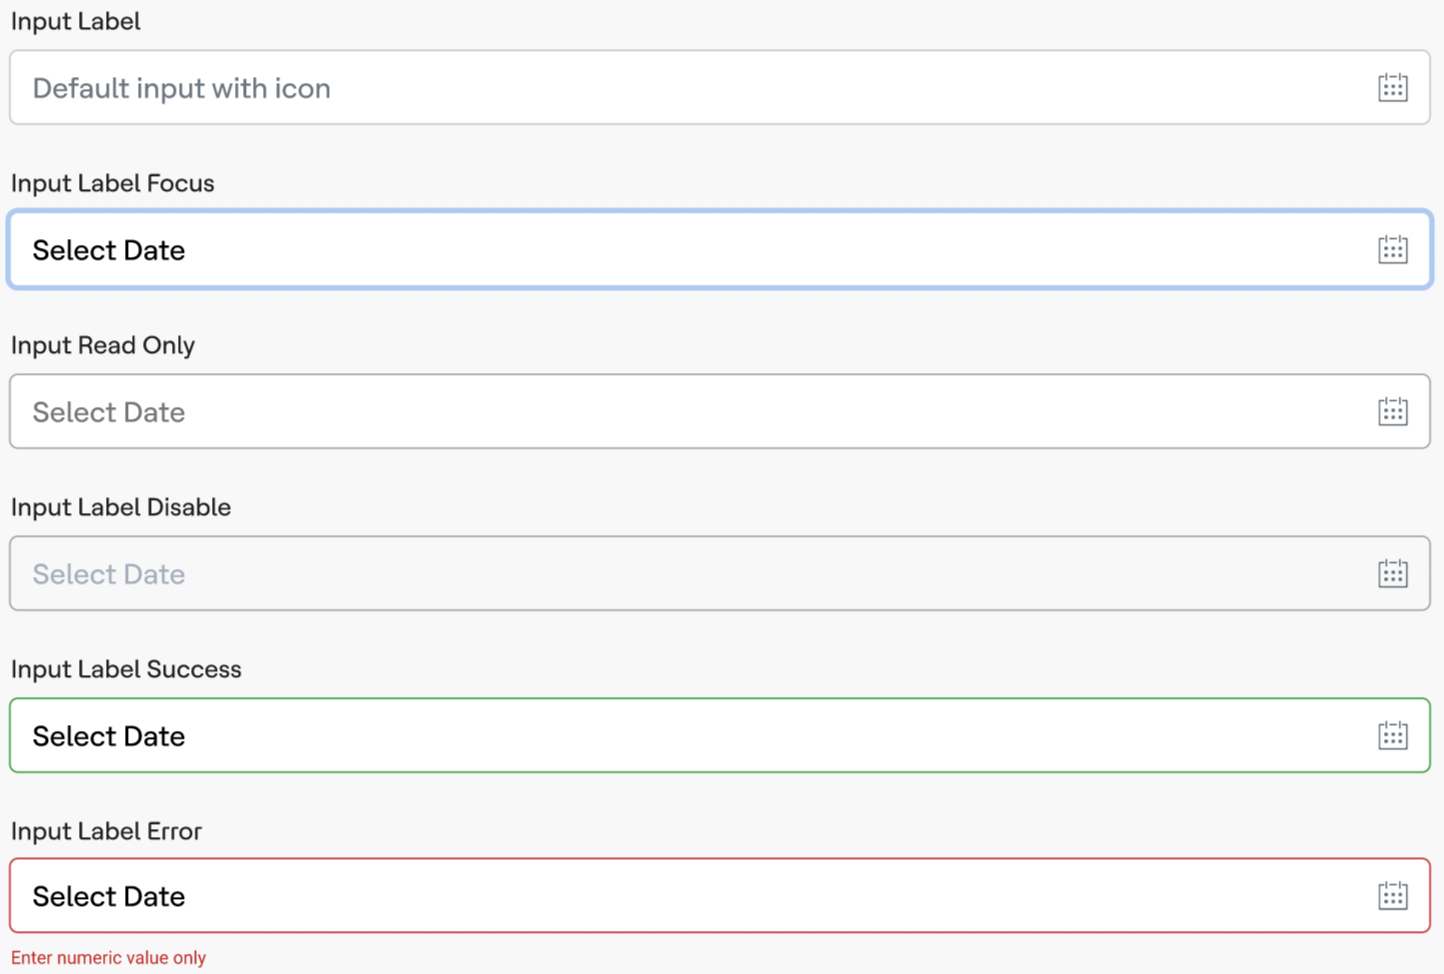 Input Label
Default input with icon
Input Label Focus
Select Date
Input Read Only
Select Date
Input Label Disable
Select Date
Input Label Success
Select Date
Input Label Error
Select Date
Enter numeric value only